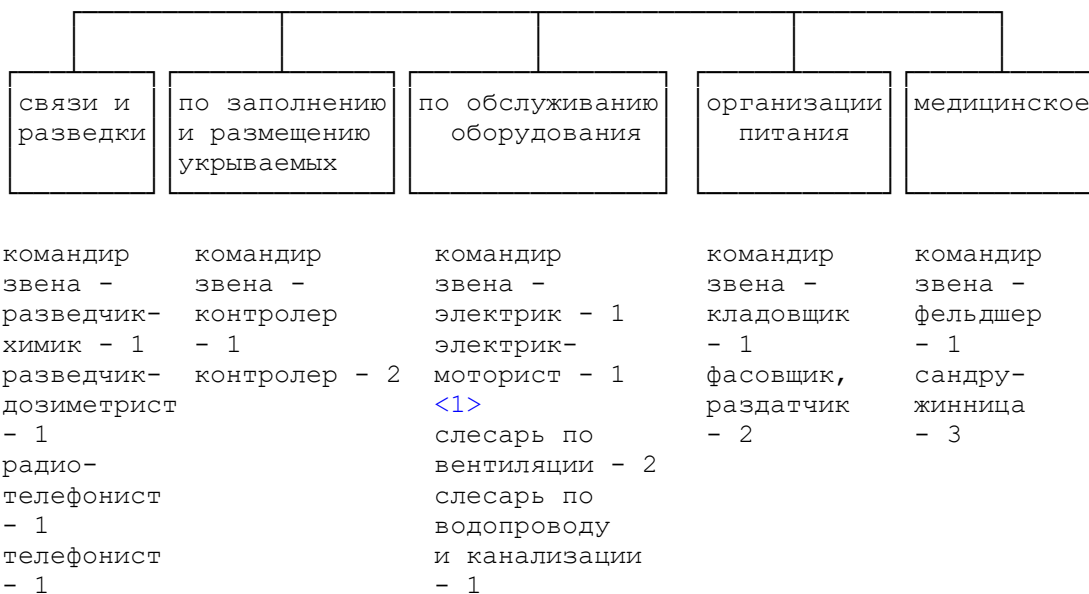 связи и разведки
по заполнению и размещению укрываемых
по обслуживанию оборудования
организации питания
медицинское
командир
звена -
разведчик-
химик - 1
разведчик-
дозиметрист
- 1
радио-
телефонист
- 1
телефонист
- 1
командир
звена -
контролер
- 1
контролер - 2
командир
звена -
электрик - 1
электрик-
моторист - 1
<1>
слесарь по
вентиляции - 2
слесарь по
водопроводу
и канализации
- 1
командир
звена -
кладовщик
- 1
фасовщик,
раздатчик
- 2
командир
звена -
фельдшер
- 1
сандру-
жинница
- 3